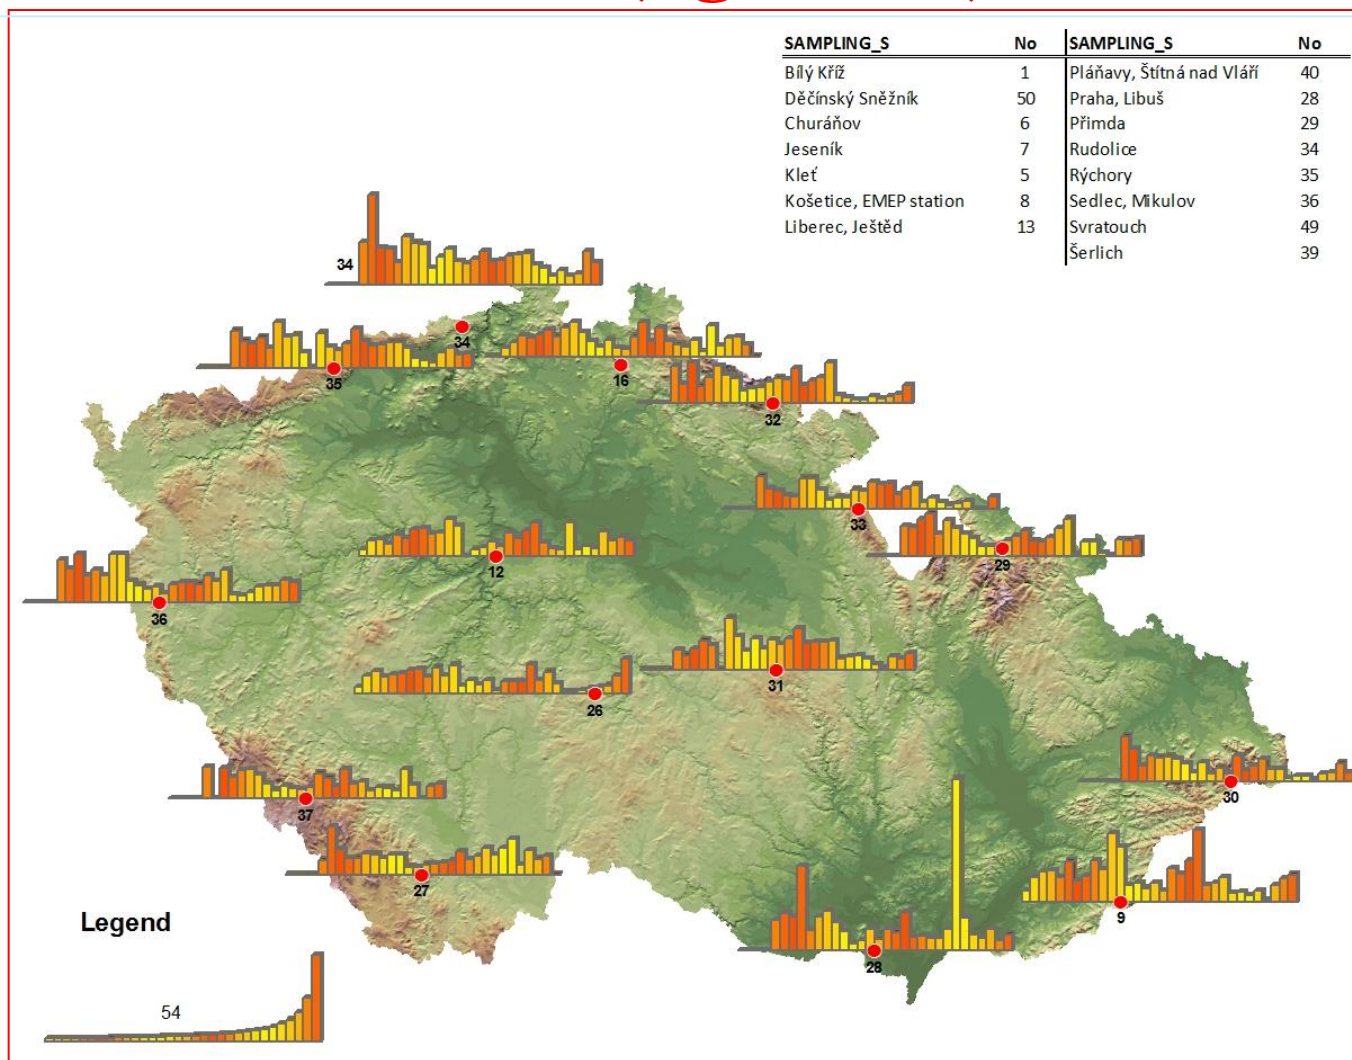 SAMPLING_S No SAMPLING_S No
Bílý Kříž 1 Pláňavy, Štítná nad Vláří 40
Děčínský Sněžník 50 Praha, Libuš 28
Churáňov 6 Přimda 29
Jeseník 7 Rudolice 34
Kleť 5 Rýchory 35
Košetice, EMEP station 8 Sedlec, Mikulov 36
Liberec, Ještěd 13 Svratouch 49
Šerlich 39
34
34
35
16
32
33
12
29
36
31
26
37
30
27
9
28
Legend
54